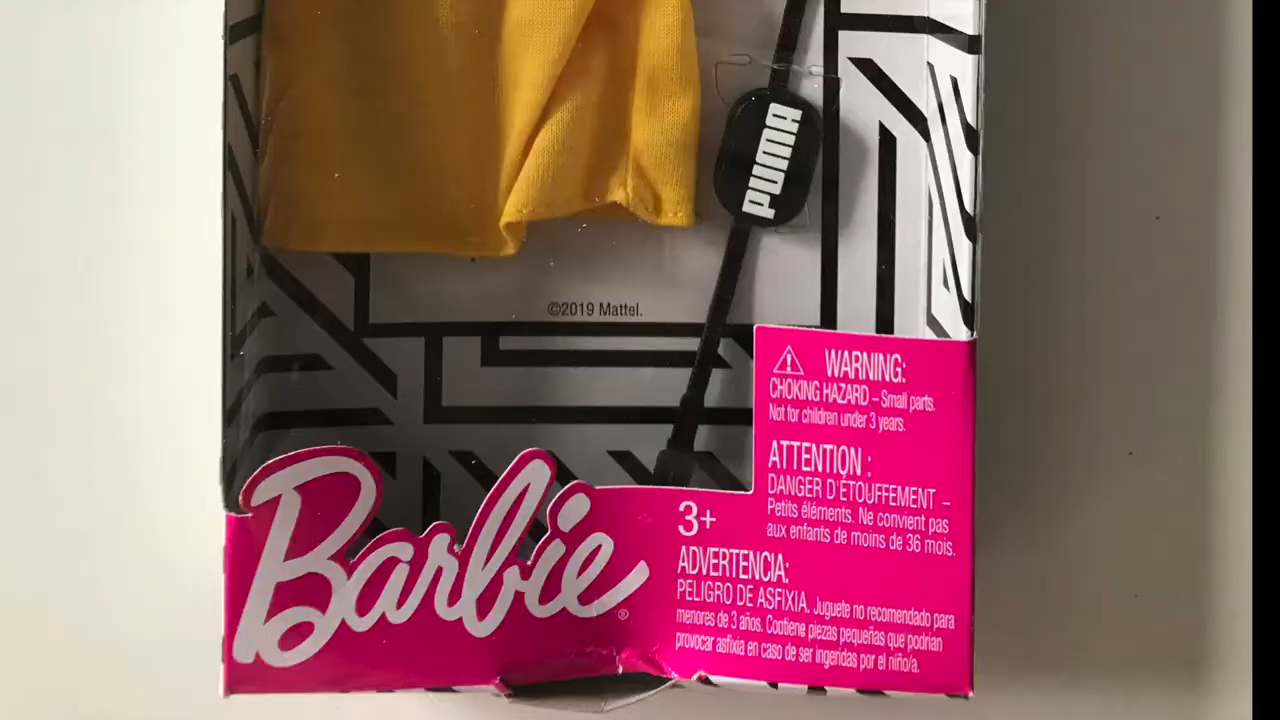 PUMA
©2019 Mattel.
WARNING:
CHOKING HAZARD – Small parts.
Not for children under 3 years.
ATTENTION :
DANGER D'ÉTOUFFEMENT –
Petits éléments. Ne convient pas
aux enfants de moins de 36 mois.
3+
ADVERTENCIA:
PELIGRO DE ASFIXIA. Juguete no recomendado para
menores de 3 años. Contiene piezas pequeñas que podrían
provocar asfixia en caso de ser ingeridas por el niño/a.
Barbie®